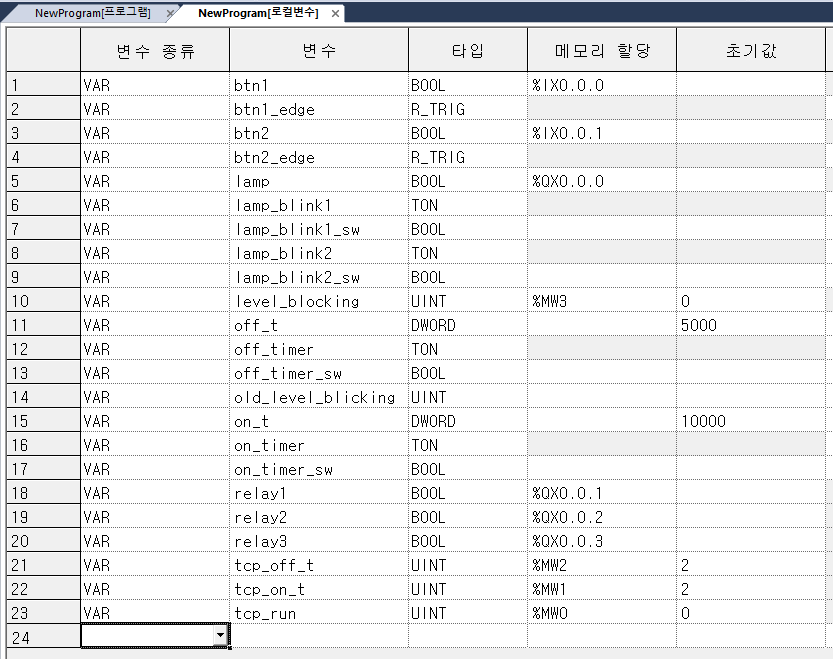 NewProgram[프로그램] NewProgram[로컬변수]
변수 종류 변수 타입 메모리 할당 초기값
1 VAR btn1 BOOL %IX0.0.0
2 VAR btn1_edge R_TRIG
3 VAR btn2 BOOL %IX0.0.1
4 VAR btn2_edge R_TRIG
5 VAR lamp BOOL %QX0.0.0
6 VAR lamp_blink1 TON
7 VAR lamp_blink1_sw BOOL
8 VAR lamp_blink2 TON
9 VAR lamp_blink2_sw BOOL
10 VAR level_blocking UINT %MW3 0
11 VAR off_t DWORD 5000
12 VAR off_timer TON
13 VAR off_timer_sw BOOL
14 VAR old_level_blicking UINT
15 VAR on_t DWORD 10000
16 VAR on_timer TON
17 VAR on_timer_sw BOOL
18 VAR relay1 BOOL %QX0.0.1
19 VAR relay2 BOOL %QX0.0.2
20 VAR relay3 BOOL %QX0.0.3
21 VAR tcp_off_t UINT %MW2 2
22 VAR tcp_on_t UINT %MW1 2
23 VAR tcp_run UINT %MW0 0
24